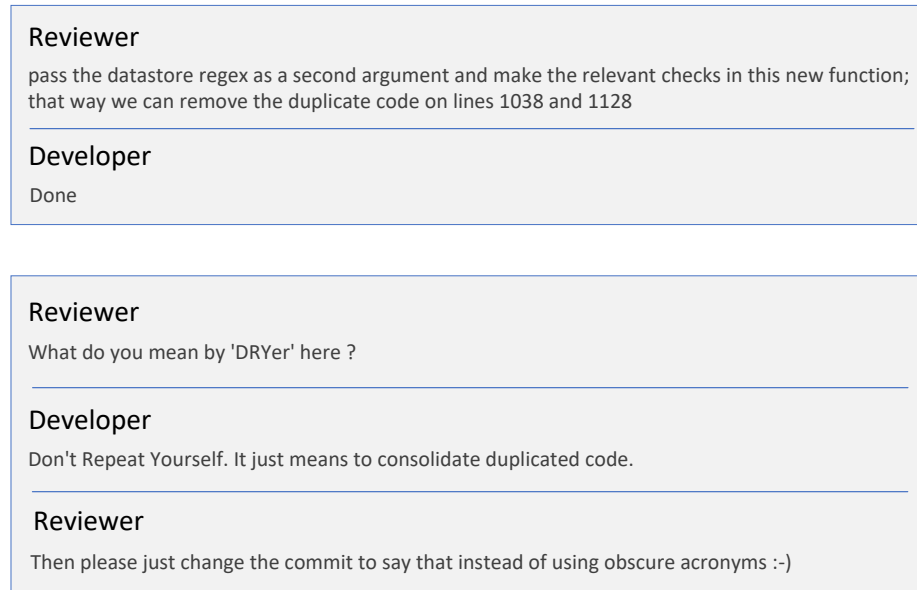 Reviewer
pass the datastore regex as a second argument and make the relevant checks in this new function;
that way we can remove the duplicate code on lines 1038 and 1128
Developer
Done
Reviewer
What do you mean by 'DRYer' here ?
Developer
Don't Repeat Yourself. It just means to consolidate duplicated code.
Reviewer
Then please just change the commit to say that instead of using obscure acronyms :-)